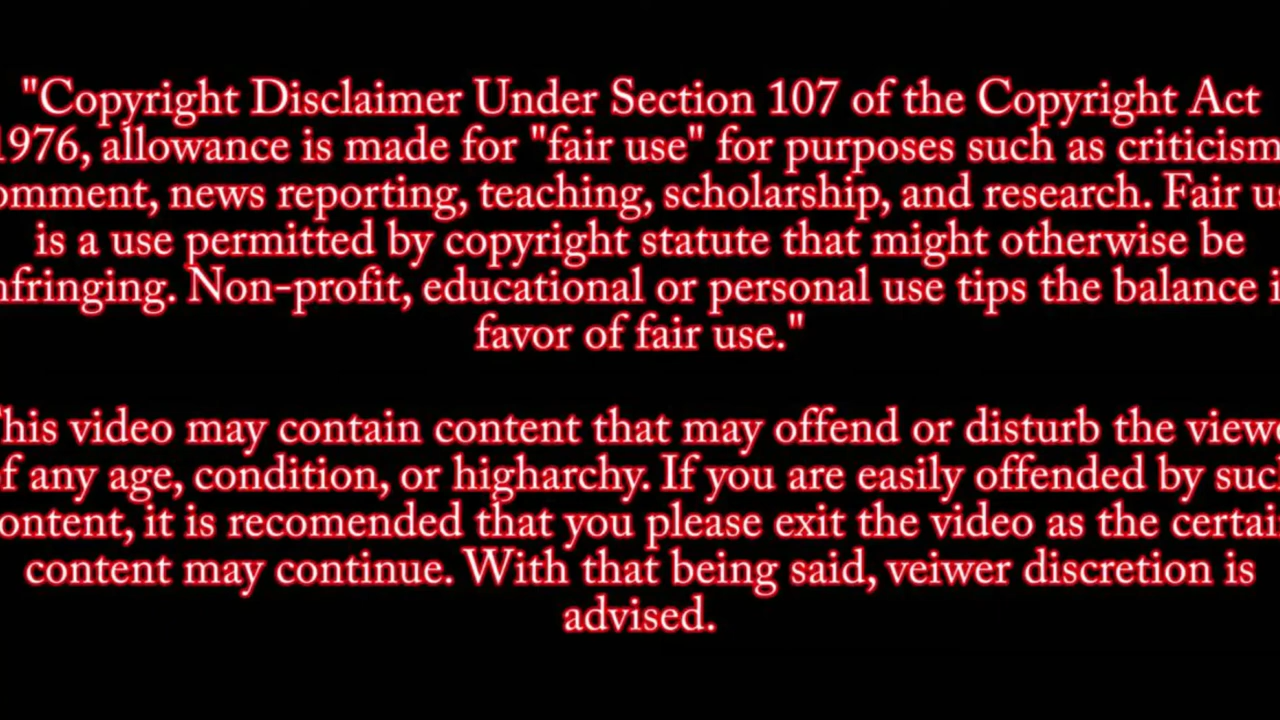 "Copyright Disclaimer Under Section 107 of the Copyright Act
1976, allowance is made for "fair use" for purposes such as criticism
omment, news reporting, teaching, scholarship, and research. Fair u
is a use permitted by copyright statute that might otherwise be
nfringing. Non-profit, educational or personal use tips the balance i
favor of fair use."
his video may contain content that may offend or disturb the viewe
f any age, condition, or higharchy. If you are easily offended by suc
ontent, it is recomended that you please exit the video as the certai
content may continue. With that being said, veiwer discretion is
advised.